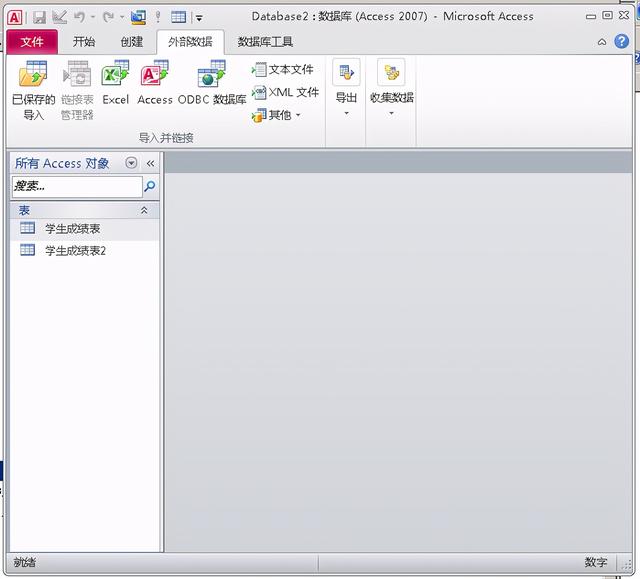 Database2 : 数据库 (Access 2007) - Microsoft Access
文件 开始 创建 外部数据 数据库工具
已保存的导入
链接表管理器
Excel
Access
ODBC 数据库
文本文件
XML 文件
其他
导出
收集数据
导入并链接
所有 Access 对象
搜索...
表
学生成绩表
学生成绩表2
就绪
数字